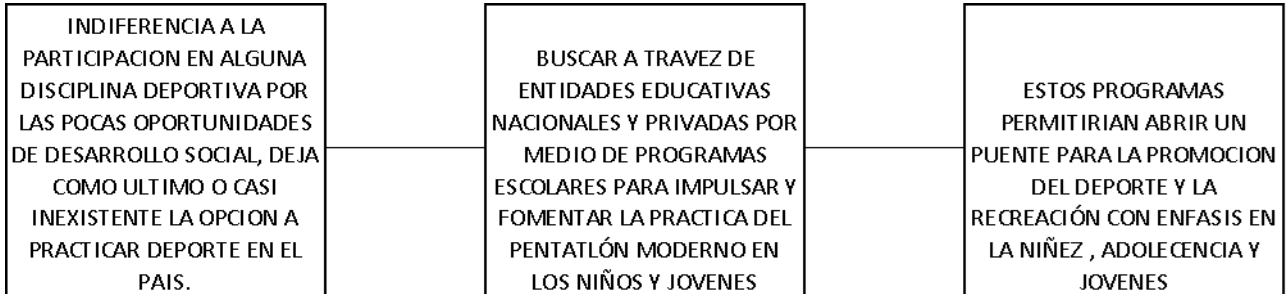 INDIFERENCIA A LA
PARTICIPACION EN ALGUNA
DISCIPLINA DEPORTIVA POR
LAS POCAS OPORTUNIDADES
DE DESARROLLO SOCIAL, DEJA
COMO ULTIMO O CASI
INEXISTENTE LA OPCION A
PRACTICAR DEPORTE EN EL
PAIS.
BUSCAR A TRAVEZ DE
ENTIDADES EDUCATIVAS
NACIONALES Y PRIVADAS POR
MEDIO DE PROGRAMAS
ESCOLARES PARA IMPULSAR Y
FOMENTAR LA PRACTICA DEL
PENTATLÓN MODERNO EN
LOS NIÑOS Y JOVENES
ESTOS PROGRAMAS
PERMITIRIAN ABRIR UN
PUENTE PARA LA PROMOCION
DEL DEPORTE Y LA
RECREACIÓN CON ENFASIS EN
LA NIÑEZ , ADOLECENCIA Y
JOVENES